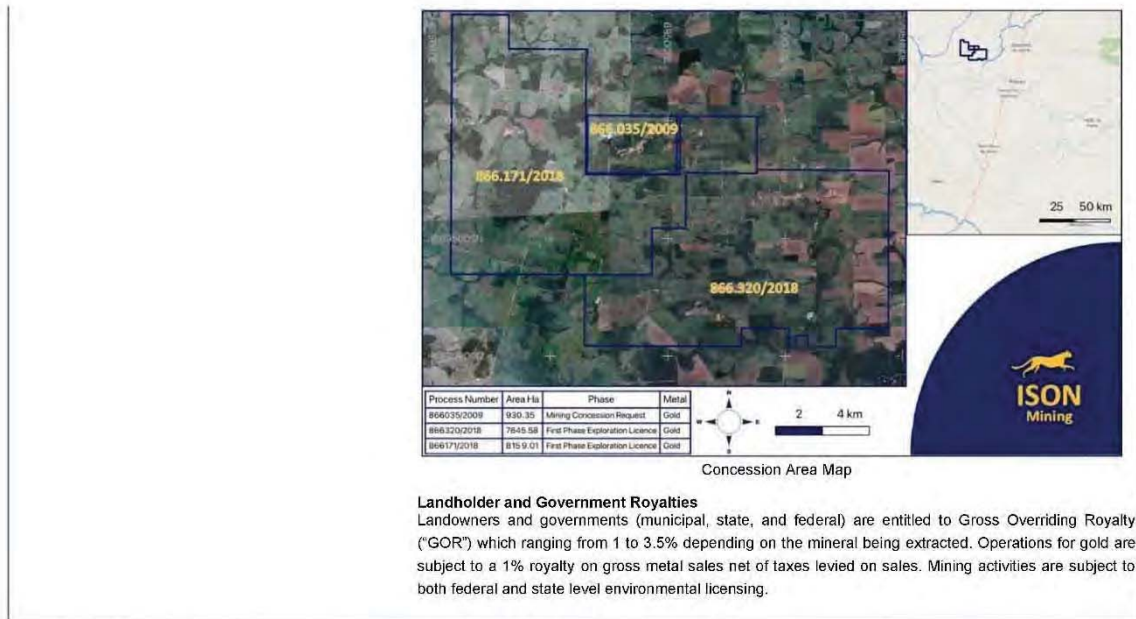 866.035/2009
866.171/2018
866.320/2018
25 50 km
ISON
Mining
Process Number Area Ha Phase Metal
866035/2009 930.35 Mining Concession Request Gold
866320/2018 7645.58 First Phase Exploration Licence Gold
866171/2018 8159.01 First Phase Exploration Licence Gold
N
W E
S
2 4 km
Concession Area Map
Landholder and Government Royalties
Landowners and governments (municipal, state, and federal) are entitled to Gross Overriding Royalty
("GOR") which ranging from 1 to 3.5% depending on the mineral being extracted. Operations for gold are
subject to a 1% royalty on gross metal sales net of taxes levied on sales. Mining activities are subject to
both federal and state level environmental licensing.